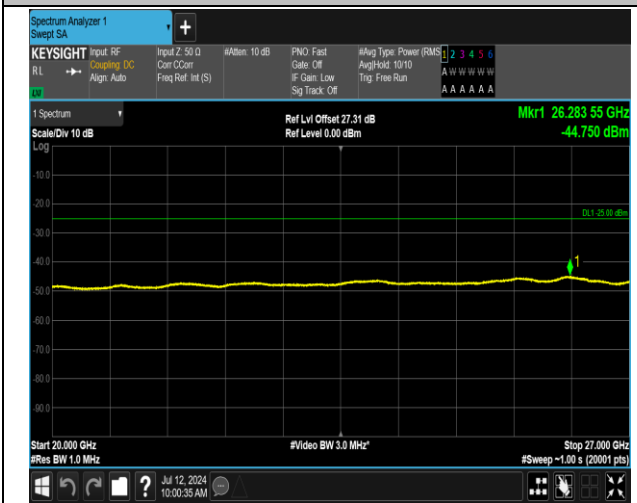 Spectrum Analyzer 1
Swept SA
+
KEYSIGHT
RL
LXI
Input: RF
Coupling: DC
Align: Auto
Input Z: 50 Ω
Corr CCorr
Freq Ref: Int (S)
#Atten: 10 dB
PNO: Fast
Gate: Off
IF Gain: Low
Sig Track: Off
#Avg Type: Power (RMS
Avg|Hold: 10/10
Trig: Free Run
1 2 3 4 5 6
A W W W W W
A A A A A A
1 Spectrum
Scale/Div 10 dB
Log
Ref Lvl Offset 27.31 dB
Ref Level 0.00 dBm
Mkr1 26.283 55 GHz
-44.750 dBm
-10.0
-20.0
DL1 -25.00 dBm
-30.0
-40.0
1
-50.0
-60.0
-70.0
-80.0
-90.0
Start 20.000 GHz
#Res BW 1.0 MHz
#Video BW 3.0 MHz*
Stop 27.000 GHz
#Sweep ~1.00 s (20001 pts)
?
Jul 12, 2024
10:00:35 AM